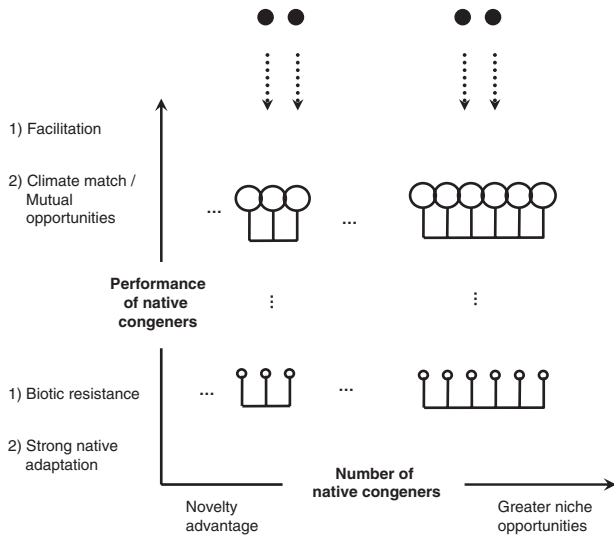 1) Facilitation
2) Climate match /
Mutual
opportunities
...
...
Performance
of native
congeners
...
...
1) Biotic resistance
...
...
2) Strong native
adaptation
Number of
native congeners
Novelty
advantage
Greater niche
opportunities